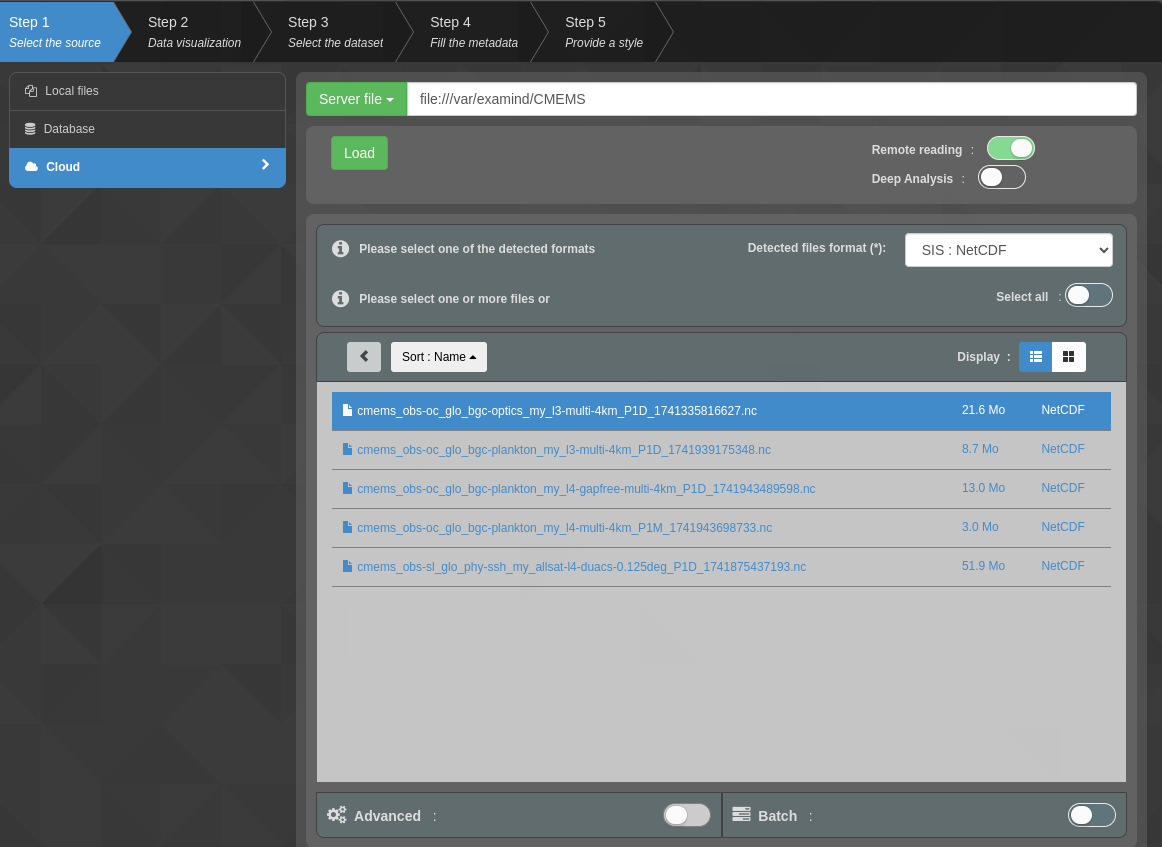 Step 1
Select the source
Step 2
Data visualization
Step 3
Select the dataset
Step 4
Fill the metadata
Step 5
Provide a style
Local files
Database
Cloud
Server file
file:///var/examind/CMEMS
Load
Remote reading :
Deep Analysis :
Please select one of the detected formats
Detected files format (*):
SIS : NetCDF
Please select one or more files or
Select all :
Sort : Name
Display :
cmems_obs-oc_glo_bgc-optics_my_l3-multi-4km_P1D_1741335816627.nc 21.6 Mo NetCDF
cmems_obs-oc_glo_bgc-plankton_my_l3-multi-4km_P1D_1741939175348.nc 8.7 Mo NetCDF
cmems_obs-oc_glo_bgc-plankton_my_l4-gapfree-multi-4km_P1D_1741943489598.nc 13.0 Mo NetCDF
cmems_obs-oc_glo_bgc-plankton_my_l4-multi-4km_P1M_1741943698733.nc 3.0 Mo NetCDF
cmems_obs-sl_glo_phy-ssh_my_allsat-l4-duacs-0.125deg_P1D_1741875437193.nc 51.9 Mo NetCDF
Advanced :
Batch :